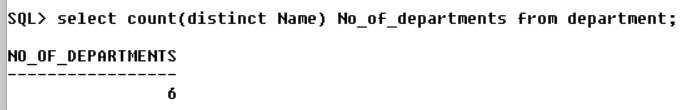 SQL> select count(distinct Name) No_of_departments from department;
NO_OF_DEPARTMENTS
-----------------
6